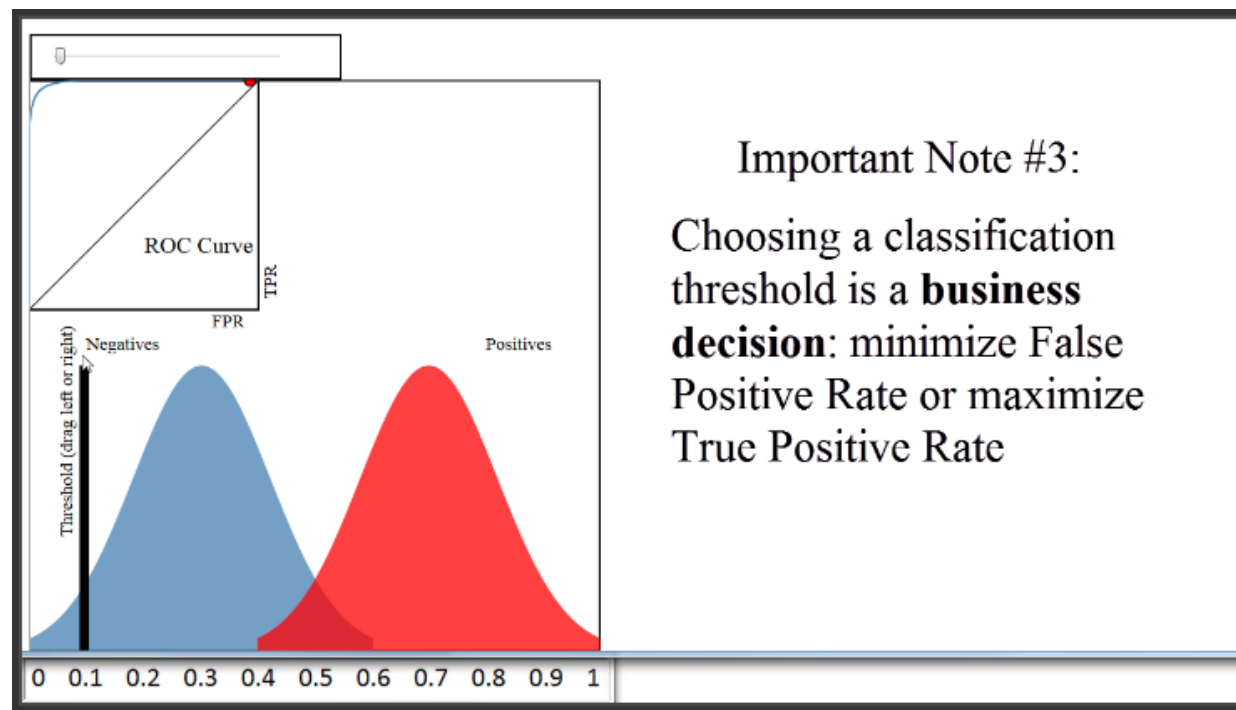 ROC Curve
TPR
FPR
Negatives
Positives
Threshold (drag left or right)
0 0.1 0.2 0.3 0.4 0.5 0.6 0.7 0.8 0.9 1
Important Note #3:
Choosing a classification
threshold is a business
decision: minimize False
Positive Rate or maximize
True Positive Rate